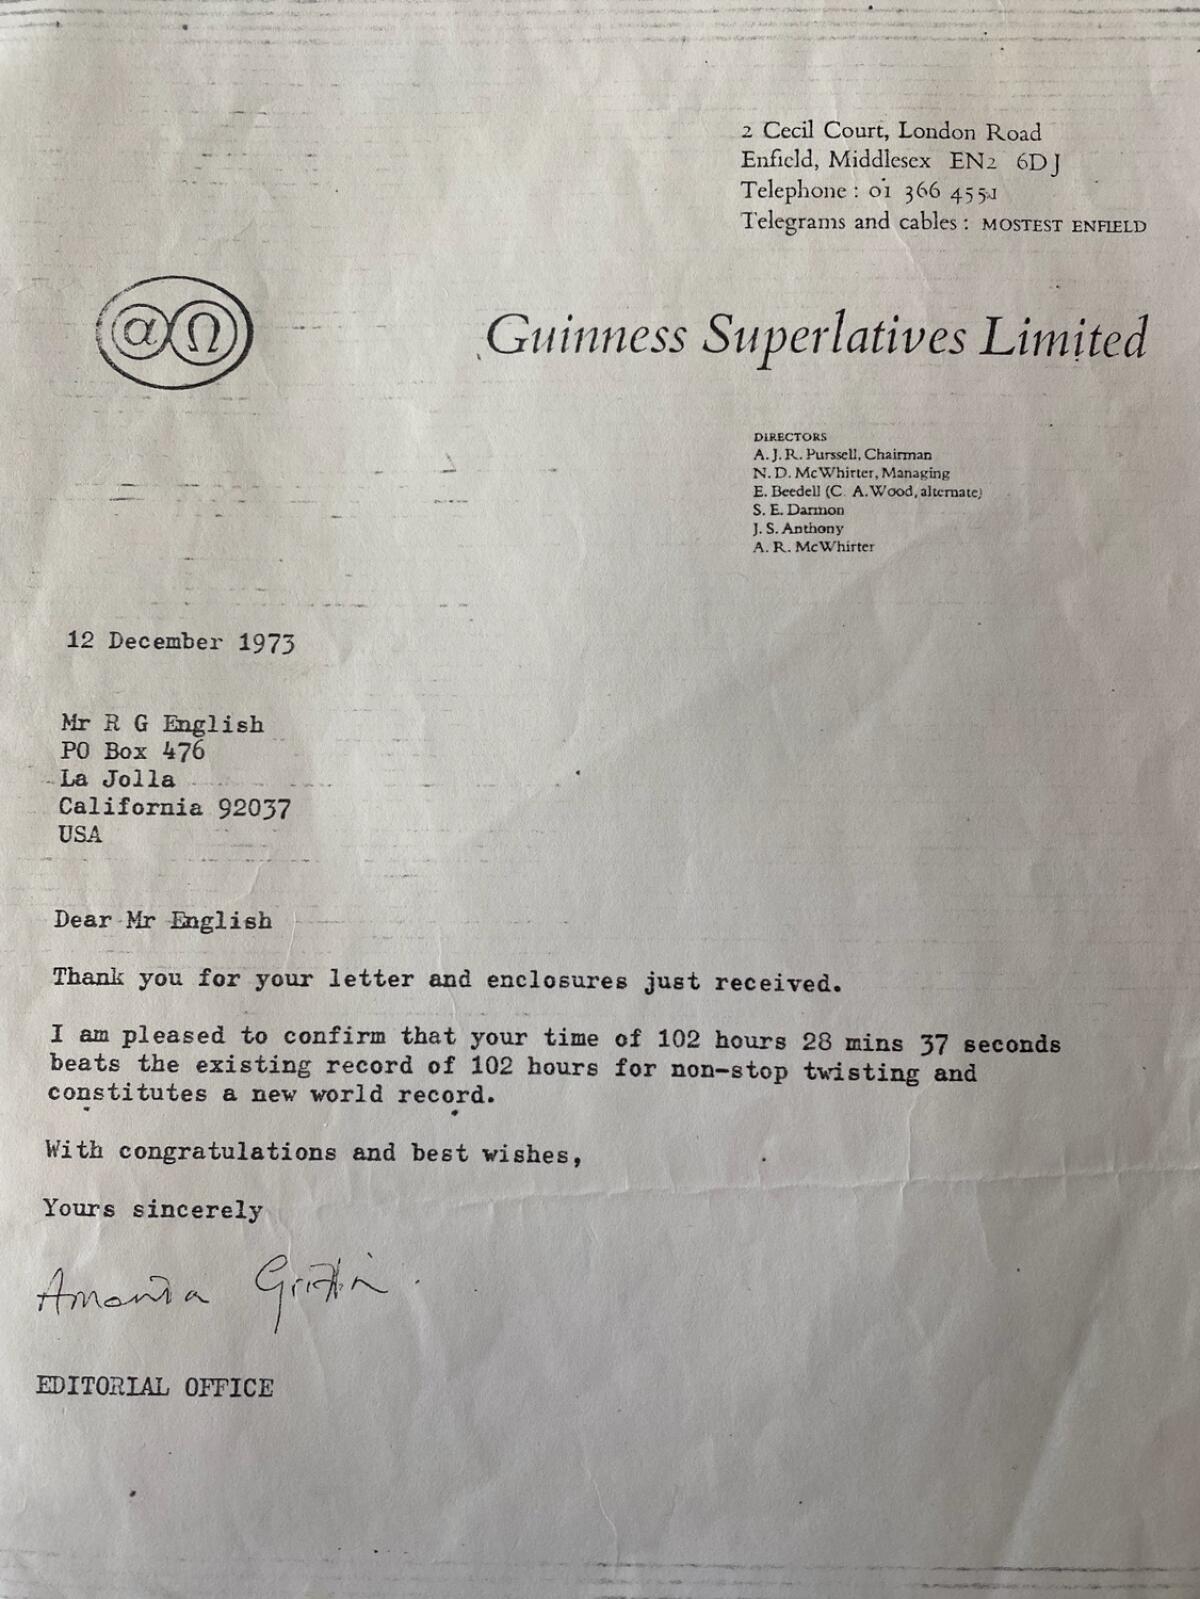 2 Cecil Court, London Road
Enfield, Middlesex EN2 6DJ
Telephone: 01 366 4551
Telegrams and cables: MOSTEST ENFIELD
α Ω
Guinness Superlatives Limited
DIRECTORS
A. J. R. Purssell, Chairman
N. D. McWhirter, Managing
E. Beedell (C. A. Wood, alternate)
S. E. Darmon
J. S. Anthony
A. R. McWhirter
12 December 1973
Mr R G English
PO Box 476
La Jolla
California 92037
USA
Dear Mr English
Thank you for your letter and enclosures just received.
I am pleased to confirm that your time of 102 hours 28 mins 37 seconds
beats the existing record of 102 hours for non-stop twisting and
constitutes a new world record.
With congratulations and best wishes,
Yours sincerely
Amanda Griffin.
EDITORIAL OFFICE